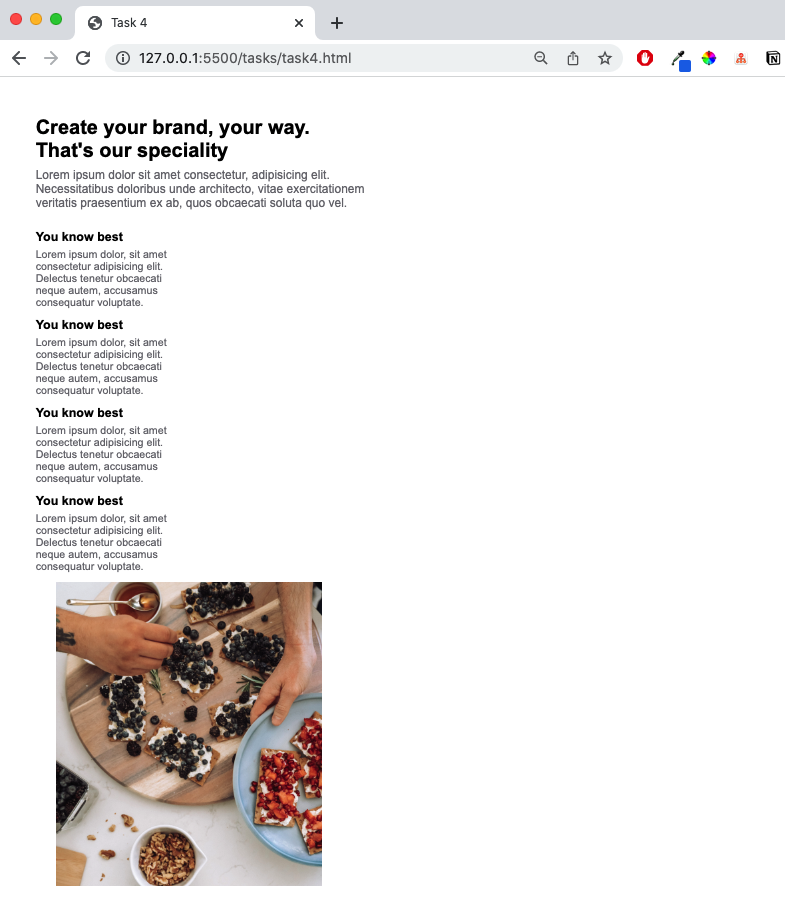 Task 4
127.0.0.1:5500/tasks/task4.html
Create your brand, your way.
That's our speciality
Lorem ipsum dolor sit amet consectetur, adipisicing elit.
Necessitatibus doloribus unde architecto, vitae exercitationem
veritatis praesentium ex ab, quos obcaecati soluta quo vel.
You know best
Lorem ipsum dolor, sit amet
consectetur adipisicing elit.
Delectus tenetur obcaecati
neque autem, accusamus
consequatur voluptate.
You know best
Lorem ipsum dolor, sit amet
consectetur adipisicing elit.
Delectus tenetur obcaecati
neque autem, accusamus
consequatur voluptate.
You know best
Lorem ipsum dolor, sit amet
consectetur adipisicing elit.
Delectus tenetur obcaecati
neque autem, accusamus
consequatur voluptate.
You know best
Lorem ipsum dolor, sit amet
consectetur adipisicing elit.
Delectus tenetur obcaecati
neque autem, accusamus
consequatur voluptate.